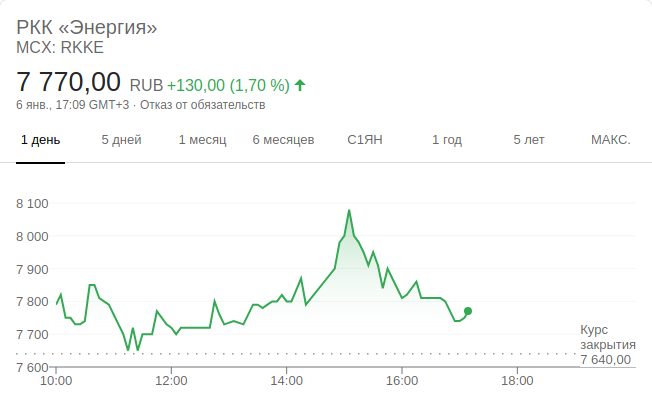 РКК «Энергия»
MCX: RKKE
7 770,00 RUB +130,00 (1,70 %)
6 янв., 17:09 GMT+3 · Отказ от обязательств
1 день 5 дней 1 месяц 6 месяцев С1ЯН 1 год 5 лет МАКС.
8 100
8 000
7 900
7 800
7 700
Курс
закрытия
7 640,00
7 600
10:00 12:00 14:00 16:00 18:00